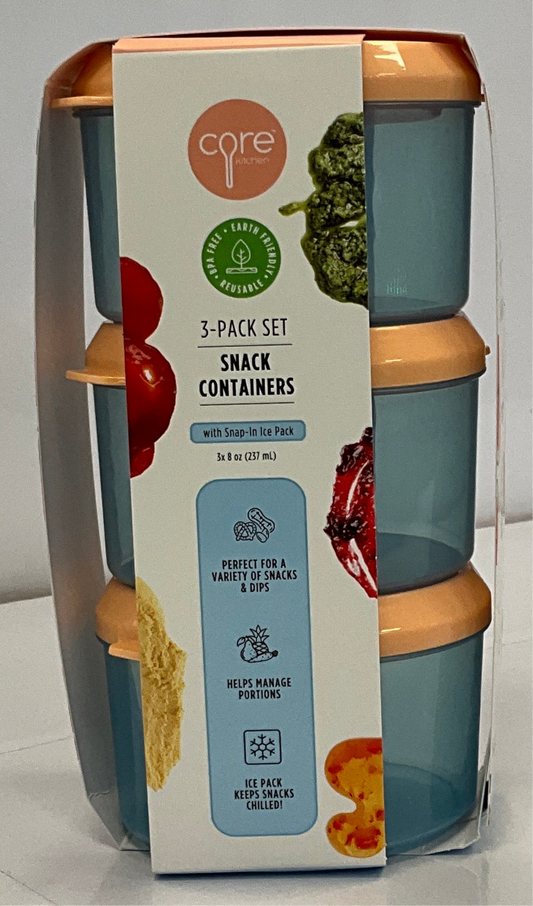 core™
kitchen
BPA FREE • EARTH FRIENDLY • REUSABLE •
3-PACK SET
SNACK
CONTAINERS
with Snap-In Ice Pack
3x 8 oz (237 mL)
PERFECT FOR A
VARIETY OF SNACKS
& DIPS
HELPS MANAGE
PORTIONS
ICE PACK
KEEPS SNACKS
CHILLED!